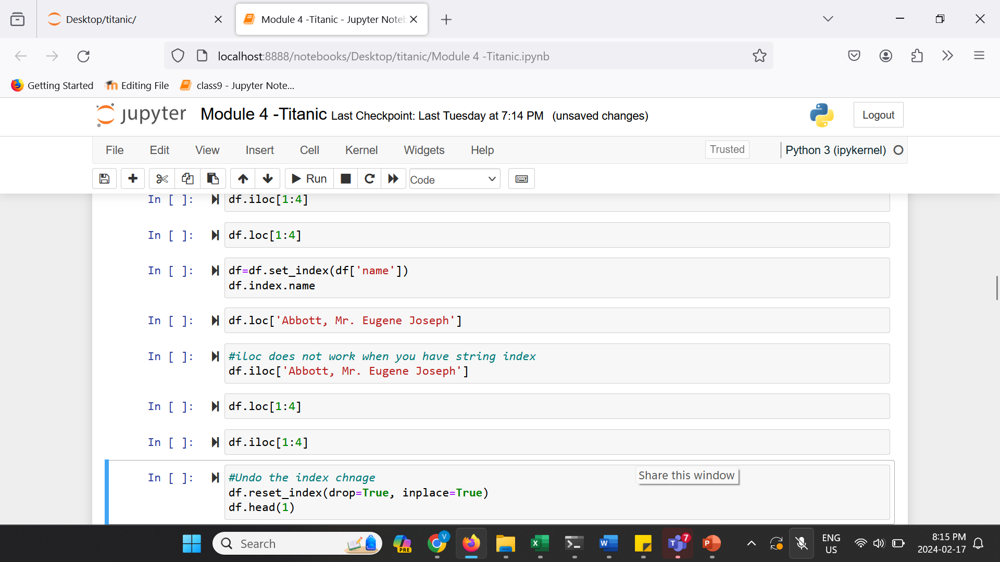 Desktop/titanic/
Module 4 -Titanic - Jupyter Noteb
localhost:8888/notebooks/Desktop/titanic/Module 4 -Titanic.ipynb
Getting Started
Editing File
class9 - Jupyter Note...
jupyter
Module 4 -Titanic Last Checkpoint: Last Tuesday at 7:14 PM (unsaved changes)
Logout
File Edit View Insert Cell Kernel Widgets Help
Trusted
Python 3 (ipykernel)
Run
Code
In [ ]: df.iloc[1:4]
In [ ]: df.loc[1:4]
In [ ]: df=df.set_index(df['name'])
df.index.name
In [ ]: df.loc['Abbott, Mr. Eugene Joseph']
In [ ]: #iloc does not work when you have string index
df.iloc['Abbott, Mr. Eugene Joseph']
In [ ]: df.loc[1:4]
In [ ]: df.iloc[1:4]
In [ ]: #Undo the index chnage
df.reset_index(drop=True, inplace=True)
df.head(1)
Share this window
Search
PRE
V
X
W
T
7
P
ENG
US
8:15 PM
2024-02-17